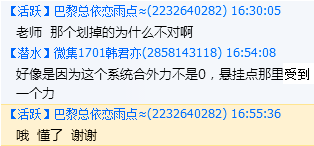 【活跃】巴黎总依恋雨点≈(2232640282) 16:30:05
老师 那个划掉的为什么不对啊
【潜水】微集1701韩君亦(2858143118) 16:54:08
好像是因为这个系统合外力不是0，悬挂点那里受到
一个力
【活跃】巴黎总依恋雨点≈(2232640282) 16:55:36
哦 懂了 谢谢